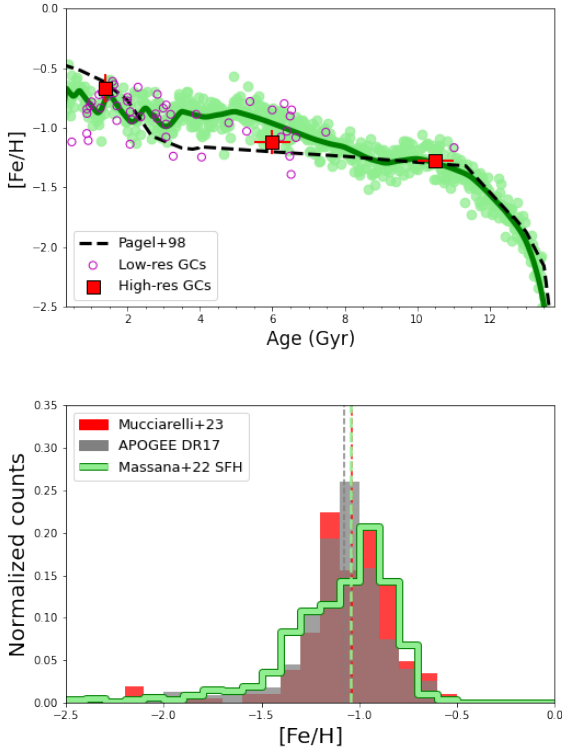 0.0
−0.5
−1.0
−1.5
−2.0
−2.5
[Fe/H]
Pagel+98
Low-res GCs
High-res GCs
2 4 6 8 10 12
Age (Gyr)
0.35
0.30
0.25
0.20
0.15
0.10
0.05
0.00
Normalized counts
Mucciarelli+23
APOGEE DR17
Massana+22 SFH
−2.5 −2.0 −1.5 −1.0 −0.5 0.0
[Fe/H]